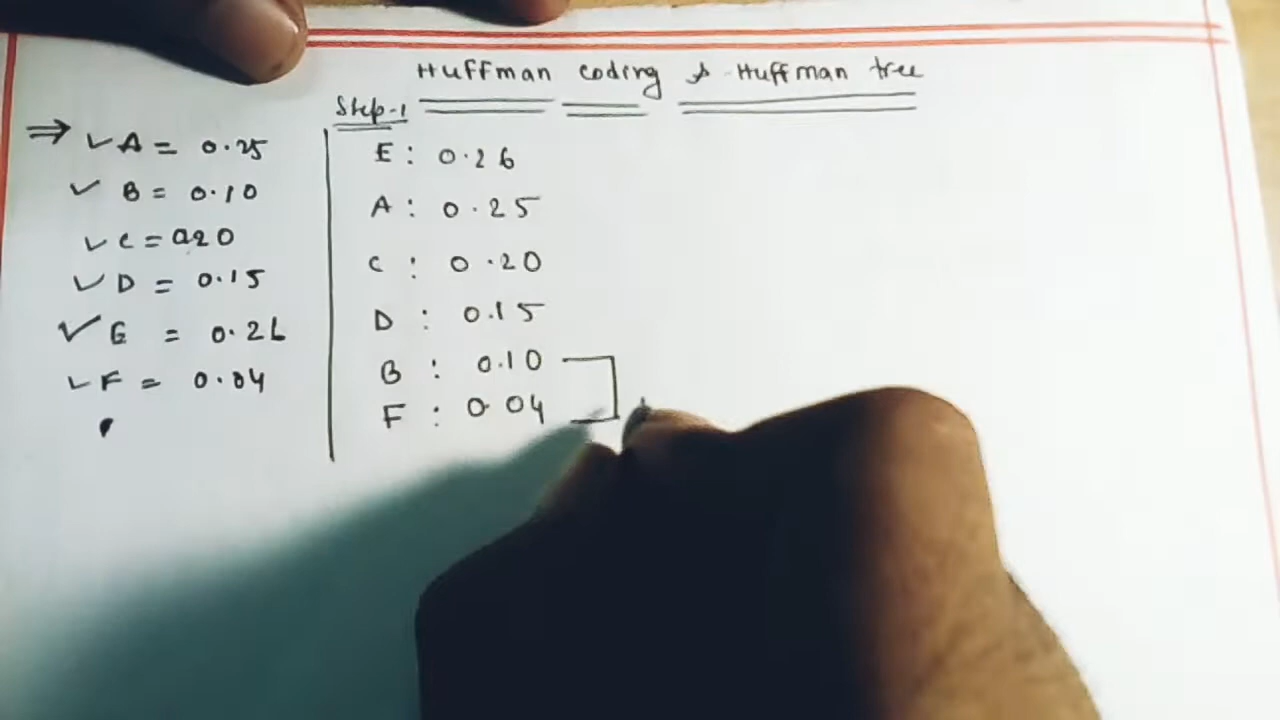 Huffman coding & Huffman tree
Step-1
⇒ ✓ A = 0.25
✓ B = 0.10
✓ C = 0.20
✓ D = 0.15
✓ E = 0.26
✓ F = 0.04
E : 0.26
A : 0.25
C : 0.20
D : 0.15
B : 0.10
F : 0.04